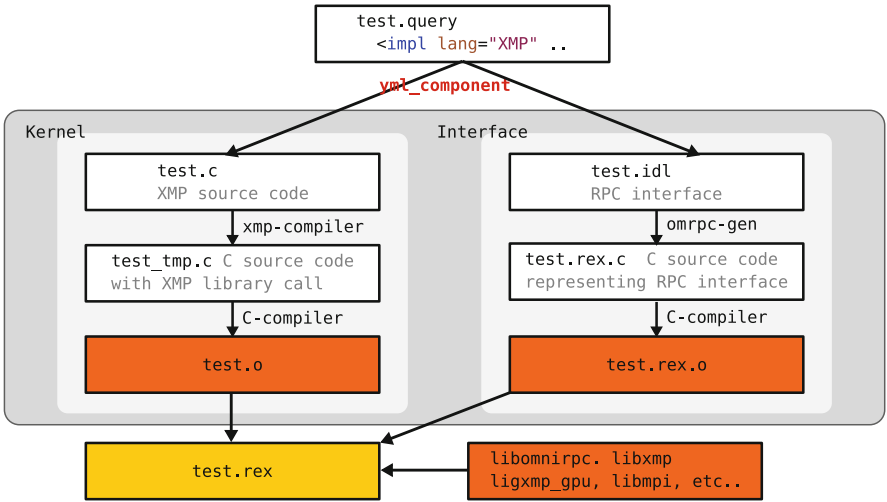 test.query
<impl lang="XMP" ..
yml_component
Kernel
Interface
test.c
XMP source code
test.idl
RPC interface
xmp-compiler
omrpc-gen
test_tmp.c C source code
with XMP library call
test.rex.c C source code
representing RPC interface
C-compiler
C-compiler
test.o
test.rex.o
test.rex
libomnirpc. libxmp
ligxmp_gpu, libmpi, etc..